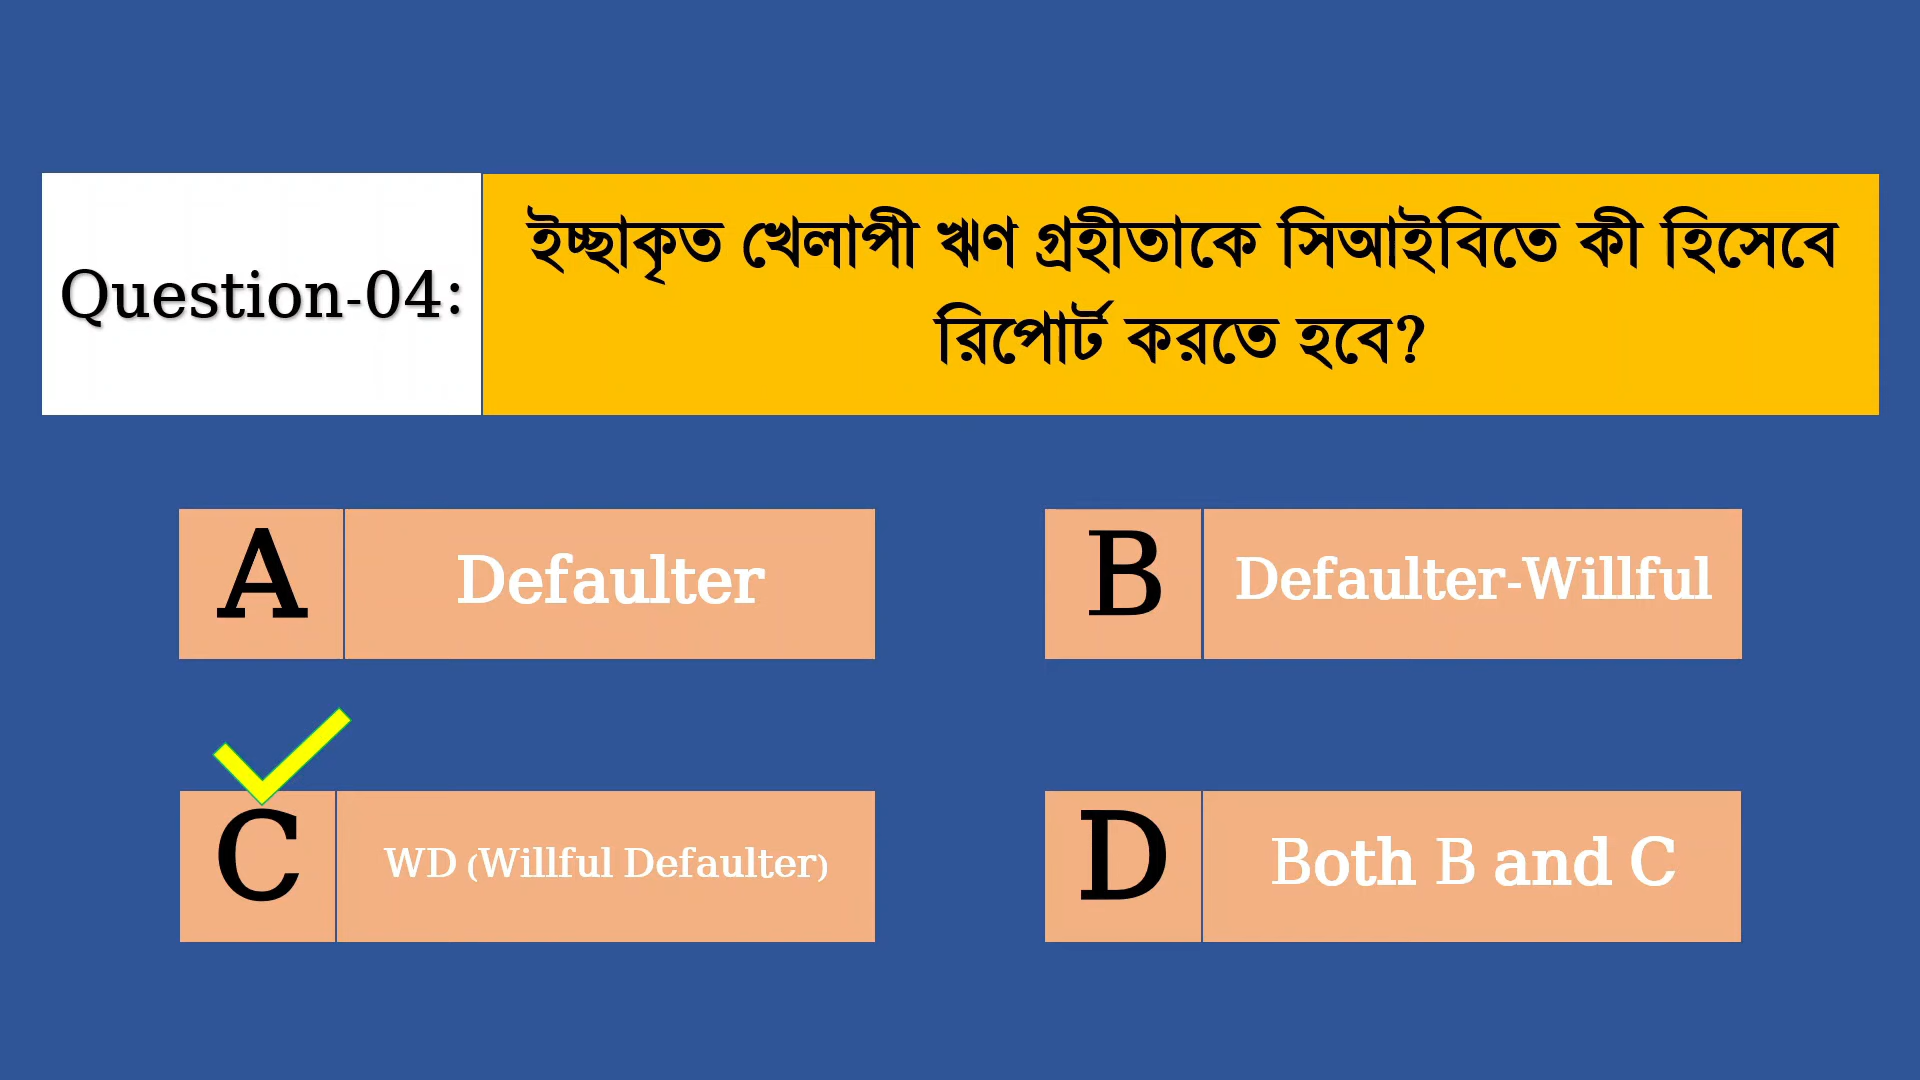 Question-04:
ইচ্ছাকৃত খেলাপী ঋণ গ্রহীতাকে সিআইবিতে কী হিসেবে
রিপোর্ট করতে হবে?
A
Defaulter
B
Defaulter-Willful
C
WD (Willful Defaulter)
D
Both B and C